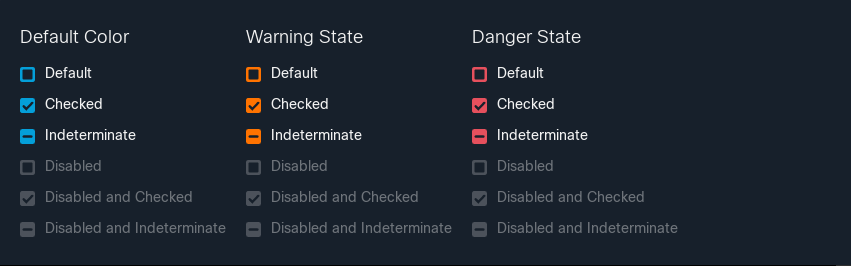 Default Color
Default
Checked
Indeterminate
Disabled
Disabled and Checked
Disabled and Indeterminate
Warning State
Default
Checked
Indeterminate
Disabled
Disabled and Checked
Disabled and Indeterminate
Danger State
Default
Checked
Indeterminate
Disabled
Disabled and Checked
Disabled and Indeterminate